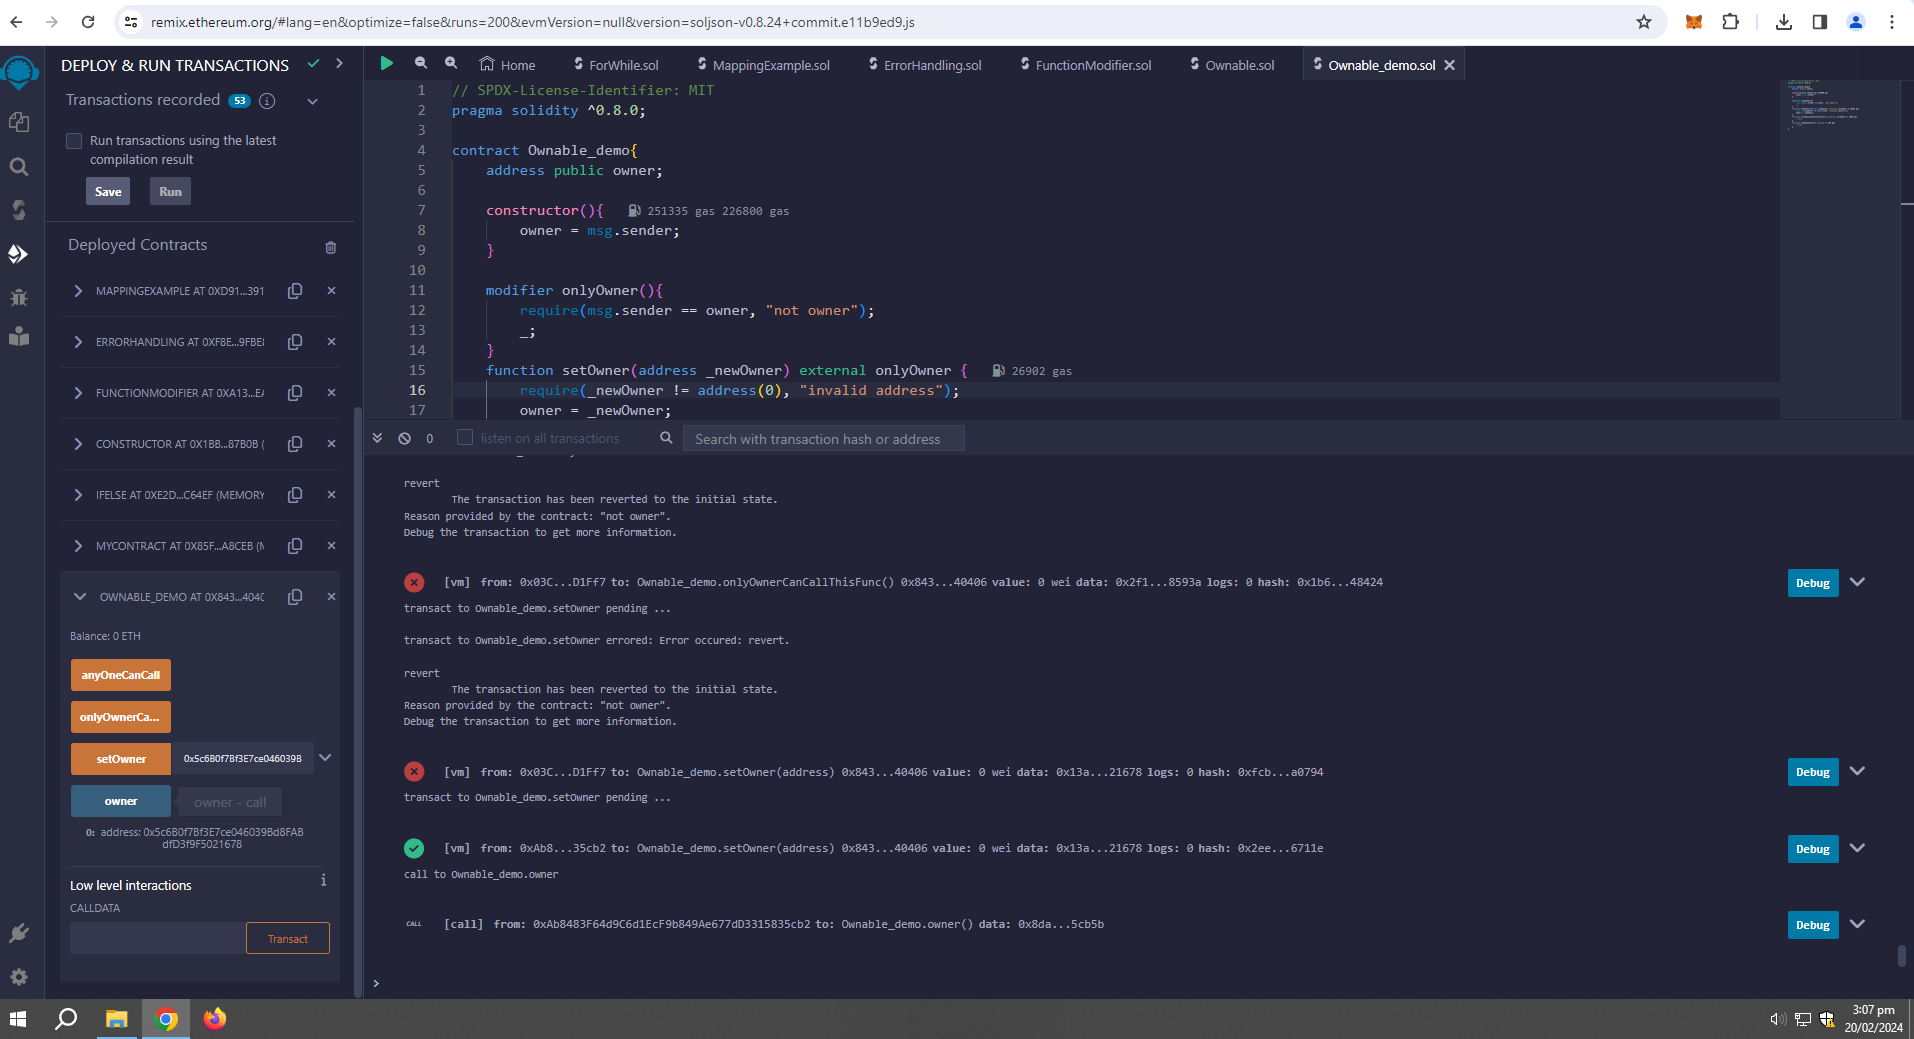 remix.ethereum.org/#lang=en&optimize=false&runs=200&evmVersion=null&version=soljson-v0.8.24+commit.e11b9ed9.js
DEPLOY & RUN TRANSACTIONS
Transactions recorded 53 i
Run transactions using the latest
compilation result
Save Run
Deployed Contracts
MAPPINGEXAMPLE AT 0XD91...391
ERRORHANDLING AT 0XF8E...9FBE
FUNCTIONMODIFIER AT 0XA13...EA
CONSTRUCTOR AT 0X1BB...87B0B (
IFELSE AT 0XE2D...C64EF (MEMORY
MYCONTRACT AT 0X85F...A8CEB (M
OWNABLE_DEMO AT 0X843...4040
Balance: 0 ETH
anyOneCanCall
onlyOwnerCa...
setOwner 0x5c6B0f7Bf3E7ce046039B
owner owner - call
0: address: 0x5c6B0f7Bf3E7ce046039Bd8FAB
dfD3f9F5021678
Low level interactions i
CALLDATA
Transact
Home ForWhile.sol MappingExample.sol ErrorHandling.sol FunctionModifier.sol Ownable.sol Ownable_demo.sol
1 // SPDX-License-Identifier: MIT
2 pragma solidity ^0.8.0;
3
4 contract Ownable_demo{
5 address public owner;
6
7 constructor(){ 251335 gas 226800 gas
8 owner = msg.sender;
9 }
10
11 modifier onlyOwner(){
12 require(msg.sender == owner, "not owner");
13 _;
14 }
15 function setOwner(address _newOwner) external onlyOwner { 26902 gas
16 require(_newOwner != address(0), "invalid address");
17 owner = _newOwner;
0 listen on all transactions Search with transaction hash or address
revert
The transaction has been reverted to the initial state.
Reason provided by the contract: "not owner".
Debug the transaction to get more information.
[vm] from: 0x03C...D1Ff7 to: Ownable_demo.onlyOwnerCanCallThisFunc() 0x843...40406 value: 0 wei data: 0x2f1...8593a logs: 0 hash: 0x1b6...48424 Debug
transact to Ownable_demo.setOwner pending ...
transact to Ownable_demo.setOwner errored: Error occured: revert.
revert
The transaction has been reverted to the initial state.
Reason provided by the contract: "not owner".
Debug the transaction to get more information.
[vm] from: 0x03C...D1Ff7 to: Ownable_demo.setOwner(address) 0x843...40406 value: 0 wei data: 0x13a...21678 logs: 0 hash: 0xfcb...a0794 Debug
transact to Ownable_demo.setOwner pending ...
[vm] from: 0xAb8...35cb2 to: Ownable_demo.setOwner(address) 0x843...40406 value: 0 wei data: 0x13a...21678 logs: 0 hash: 0x2ee...6711e Debug
call to Ownable_demo.owner
CALL [call] from: 0xAb8483F64d9C6d1EcF9b849Ae677dD3315835cb2 to: Ownable_demo.owner() data: 0x8da...5cb5b Debug
>
3:07 pm
20/02/2024